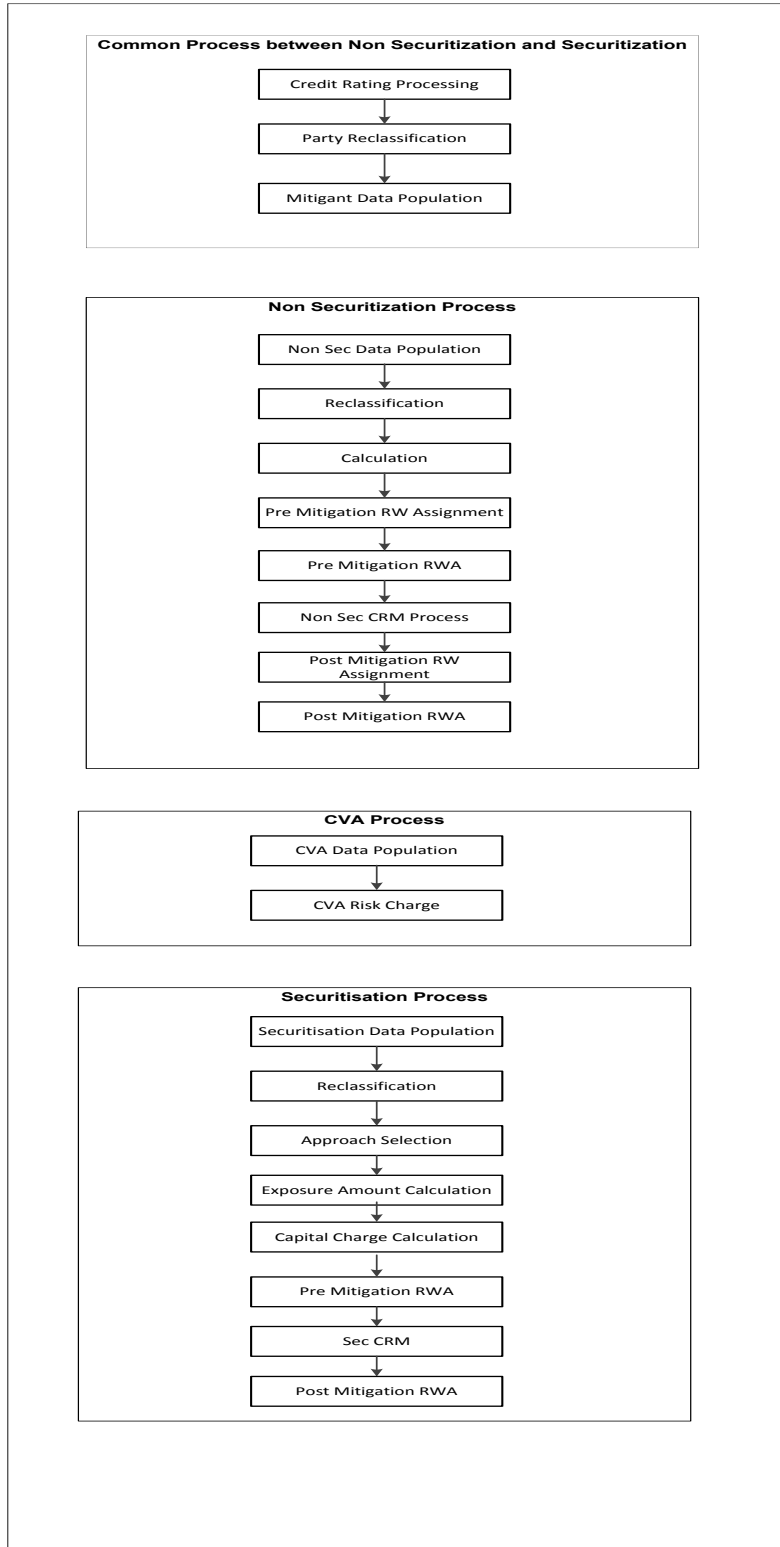 Common Process between Non Securitization and Securitization
Credit Rating Processing
Party Reclassification
Mitigant Data Population
Non Securitization Process
Non Sec Data Population
Reclassification
Calculation
Pre Mitigation RW Assignment
Pre Mitigation RWA
Non Sec CRM Process
Post Mitigation RW
Assignment
Post Mitigation RWA
CVA Process
CVA Data Population
CVA Risk Charge
Securitisation Process
Securitisation Data Population
Reclassification
Approach Selection
Exposure Amount Calculation
Capital Charge Calculation
Pre Mitigation RWA
Sec CRM
Post Mitigation RWA